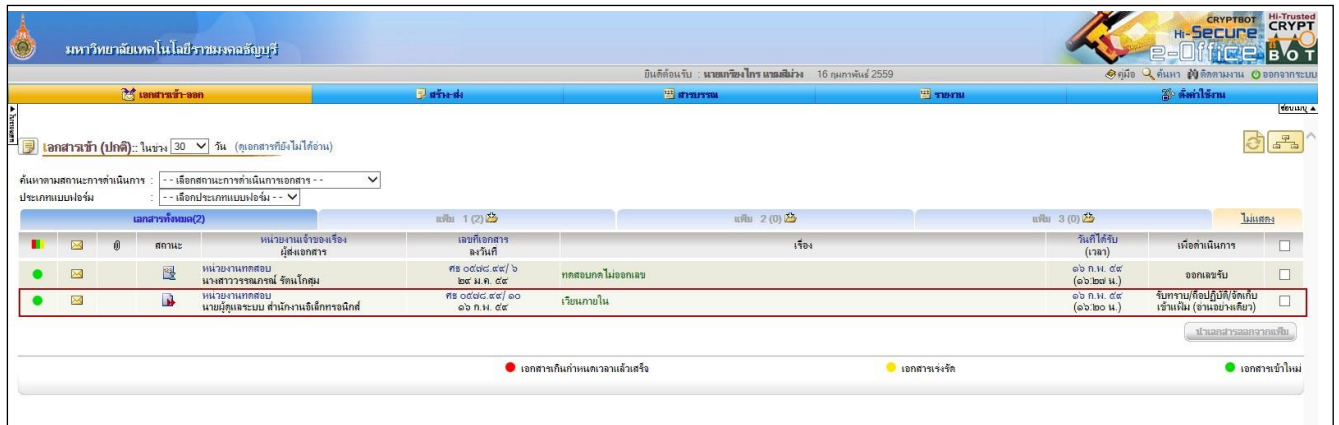 CRYPTBOT
Hi-Secure
e-Office
Hi-Trusted
CRYPT
BOT
มหาวิทยาลัยเทคโนโลยีราชมงคลธัญบุรี
ยินดีต้อนรับ : นายเกรียงไกร แซมสีม่วง 16 กุมภาพันธ์ 2559 คู่มือ ค้นหา ติดตามงาน ออกจากระบบ
เอกสารเข้า-ออก สร้าง-ส่ง สารบรรณ รายงาน ตั้งค่าใช้งาน
ซ่อนเมนู ▲
เอกสารเข้า (ปกติ):: ในช่วง 30 วัน (ดูเอกสารที่ยังไม่ได้อ่าน)
ค้นหาตามสถานะการดำเนินการ : - - เลือกสถานะการดำเนินการเอกสาร - -
ประเภทแบบฟอร์ม : - - เลือกประเภทแบบฟอร์ม - -
เอกสารทั้งหมด(2) แฟ้ม 1 (2) แฟ้ม 2 (0) แฟ้ม 3 (0) ไม่แสดง
สถานะ หน่วยงานเจ้าของเรื่อง เลขที่เอกสาร เรื่อง วันที่ได้รับ เพื่อดำเนินการ
ผู้ส่งเอกสาร ลงวันที่ (เวลา)
หน่วยงานทดสอบ ศธ ๐๕๗๘.๙๙/ ๖ ทดสอบกดไม่ออกเลข ๑๖ ก.พ. ๕๙ ออกเลขรับ
นางสาววรรณภรณ์ รัตนโกสุม ๒๙ ม.ค. ๕๙ (๑๖:๒๗ น.)
หน่วยงานทดสอบ ศธ ๐๕๗๘.๙๙/ ๑๐ เวียนภายใน ๑๖ ก.พ. ๕๙ รับทราบ/ถือปฏิบัติ/จัดเก็บ
นายผู้ดูแลระบบ สำนักงานอิเล็กทรอนิกส์ ๑๖ ก.พ. ๕๙ (๑๖:๒๐ น.) เข้าแฟ้ม (อ่านอย่างเดียว)
นำเอกสารออกจากแฟ้ม
เอกสารเกินกำหนดเวลาแล้วเสร็จ เอกสารเร่งรัด เอกสารเข้าใหม่